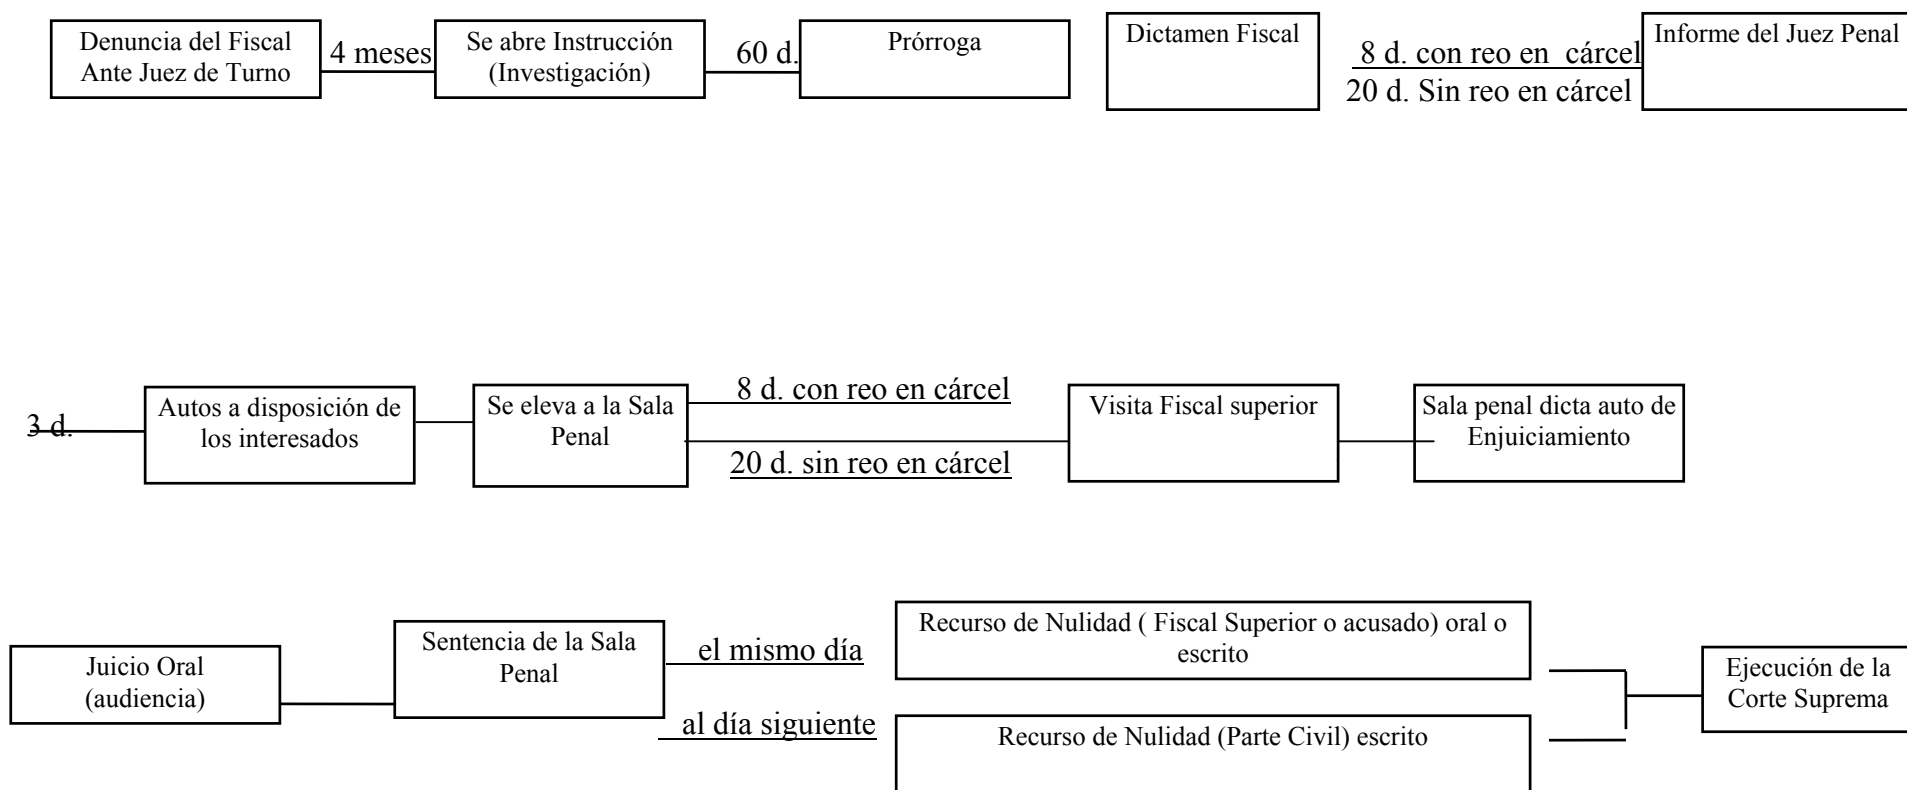 Denuncia del Fiscal
Ante Juez de Turno
4 meses
Se abre Instrucción
(Investigación)
60 d.
Prórroga
Dictamen Fiscal
8 d. con reo en cárcel
20 d. Sin reo en cárcel
Informe del Juez Penal
3 d.
Autos a disposición de
los interesados
Se eleva a la Sala
Penal
8 d. con reo en cárcel
20 d. sin reo en cárcel
Visita Fiscal superior
Sala penal dicta auto de
Enjuiciamiento
Juicio Oral
(audiencia)
Sentencia de la Sala
Penal
el mismo día
al día siguiente
Recurso de Nulidad ( Fiscal Superior o acusado) oral o
escrito
Recurso de Nulidad (Parte Civil) escrito
Ejecución de la
Corte Suprema